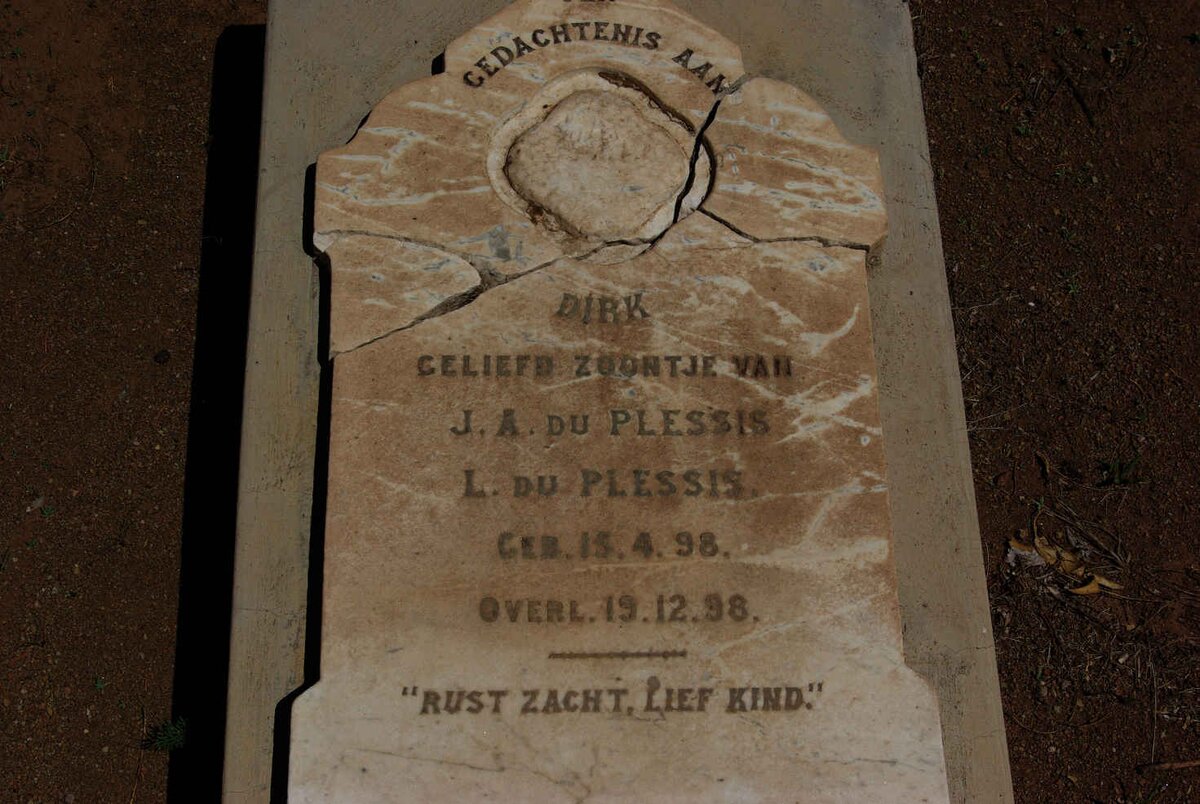 GEDACHTENIS AAN
DIRK
GELIEFD ZOONTJE VAN
J. A. DU PLESSIS
L. DU PLESSIS.
GEB. 15.4.98.
OVERL. 19.12.98.
"RUST ZACHT, LIEF KIND."